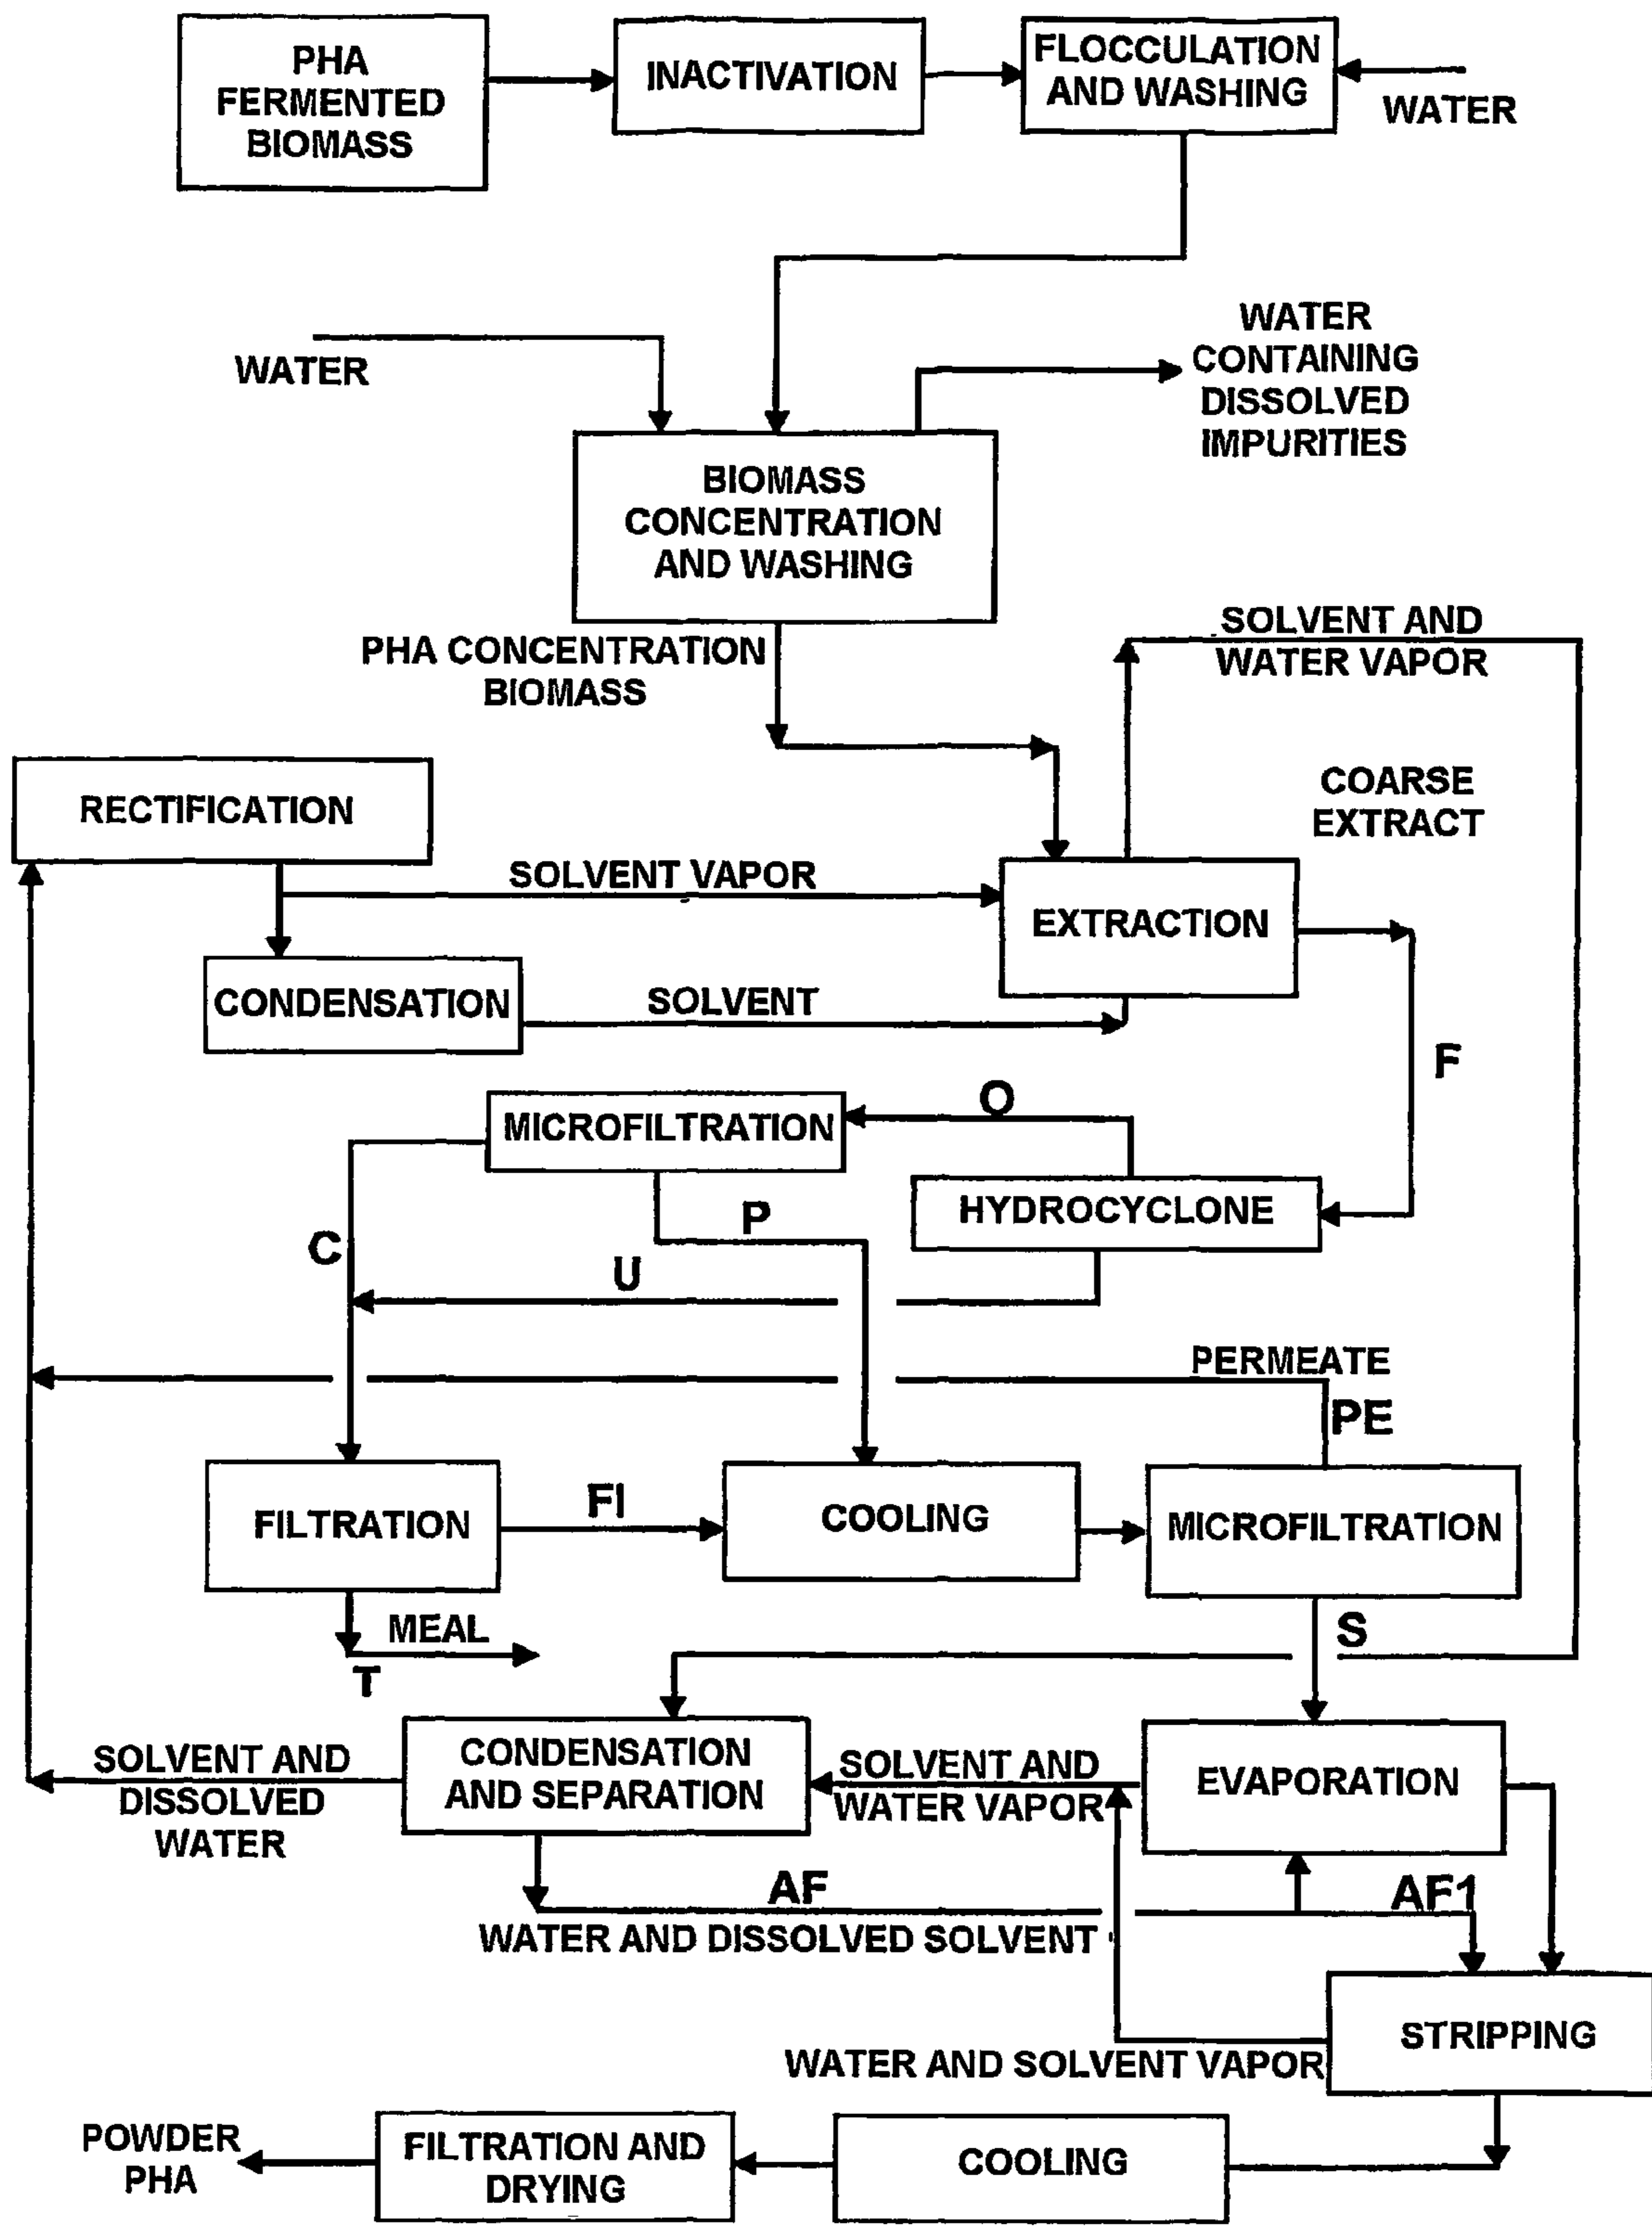 PHA
FERMENTED
BIOMASS
INACTIVATION
FLOCCULATION
AND WASHING
WATER
WATER
WATER
CONTAINING
DISSOLVED
IMPURITIES
BIOMASS
CONCENTRATION
AND WASHING
PHA CONCENTRATION
BIOMASS
SOLVENT AND
WATER VAPOR
RECTIFICATION
COARSE
EXTRACT
SOLVENT VAPOR
EXTRACTION
CONDENSATION
SOLVENT
F
O
MICROFILTRATION
HYDROCYCLONE
P
C
U
PERMEATE
PE
FILTRATION
FI
COOLING
MICROFILTRATION
MEAL
T
S
CONDENSATION
AND SEPARATION
SOLVENT AND
WATER VAPOR
EVAPORATION
SOLVENT AND
DISSOLVED
WATER
AF
AF1
WATER AND DISSOLVED SOLVENT
STRIPPING
WATER AND SOLVENT VAPOR
POWDER
PHA
FILTRATION AND
DRYING
COOLING